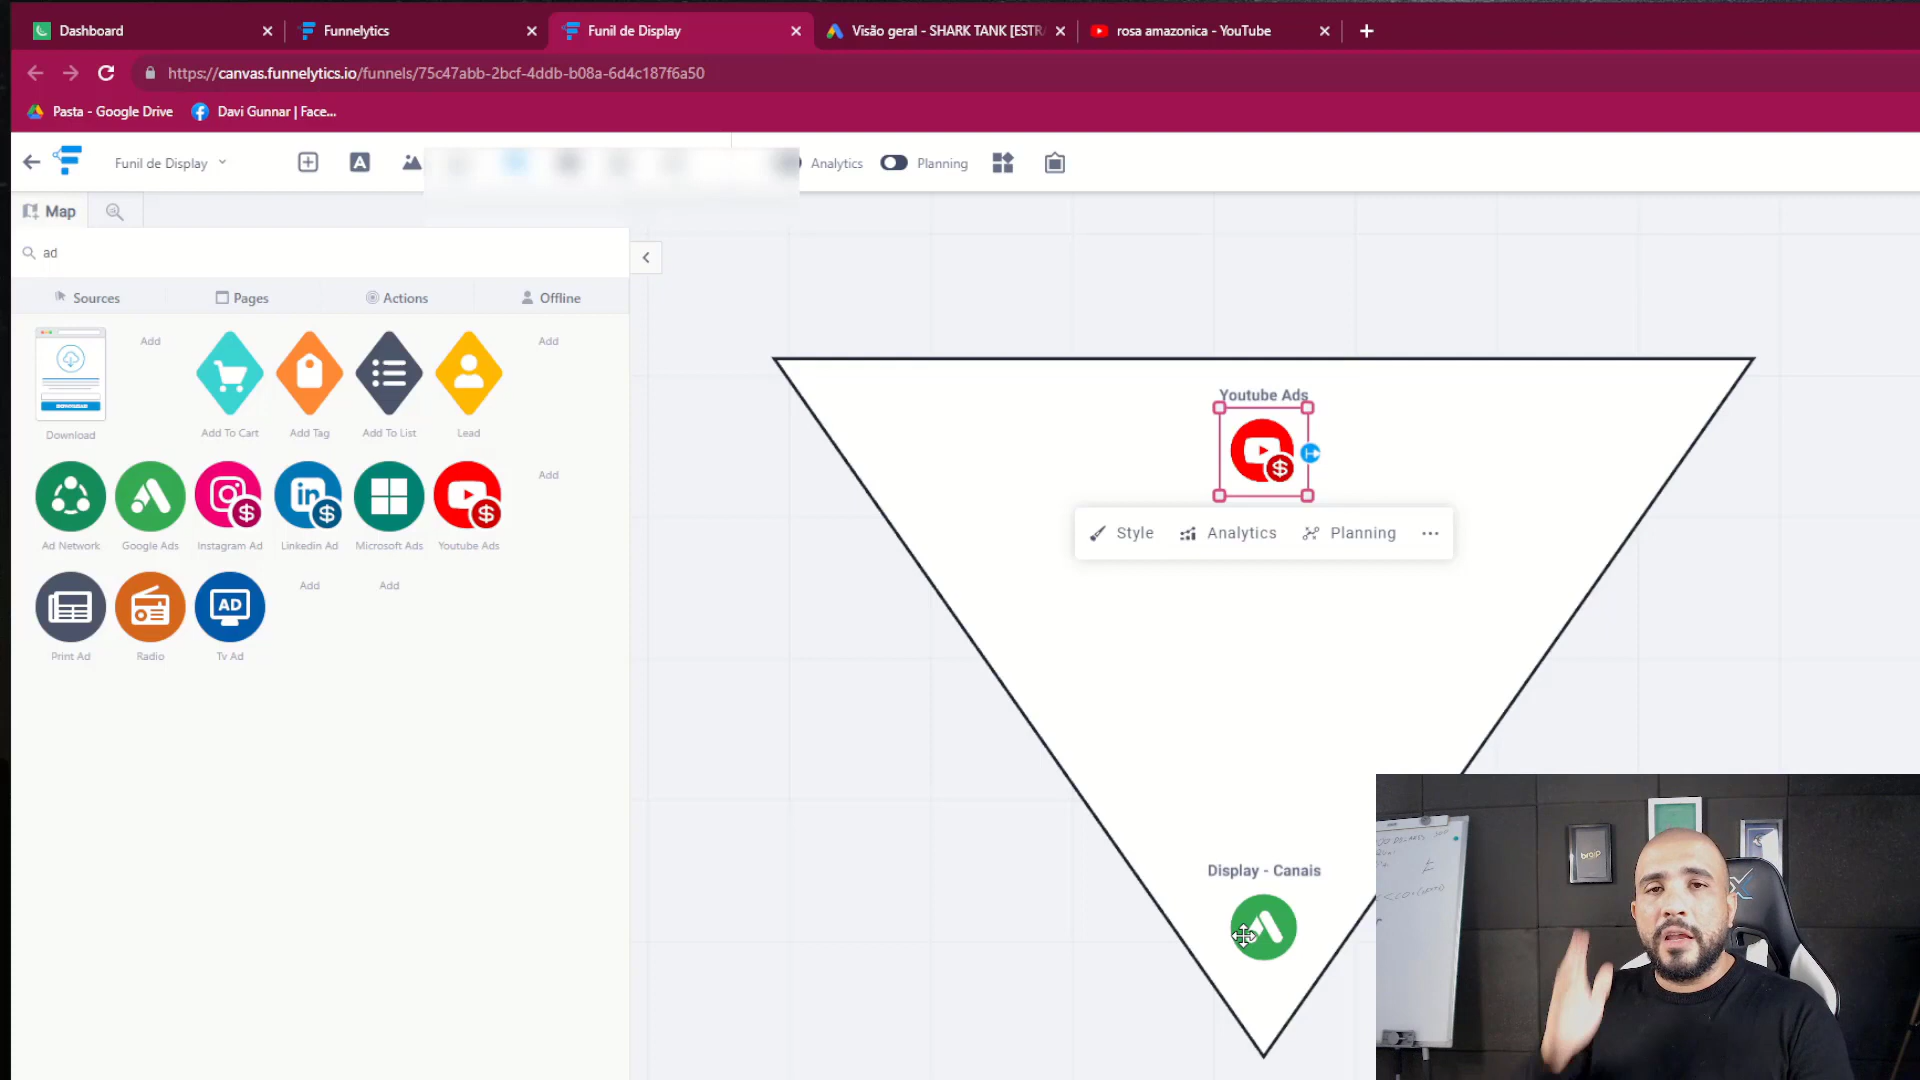 Dashboard
Funnelytics
Funil de Display
Visão geral - SHARK TANK [ESTR
rosa amazonica - YouTube
https://canvas.funnelytics.io/funnels/75c47abb-2bcf-4ddb-b08a-6d4c187f6a50
Pasta - Google Drive
Davi Gunnar | Face...
Funil de Display
Analytics
Planning
Map
ad
Sources
Pages
Actions
Offline
Add
Add
Download
Add To Cart
Add Tag
Add To List
Lead
Add
Ad Network
Google Ads
Instagram Ad
Linkedin Ad
Microsoft Ads
Youtube Ads
AD
Add
Add
Print Ad
Radio
Tv Ad
Youtube Ads
Style
Analytics
Planning
Display - Canais
braip